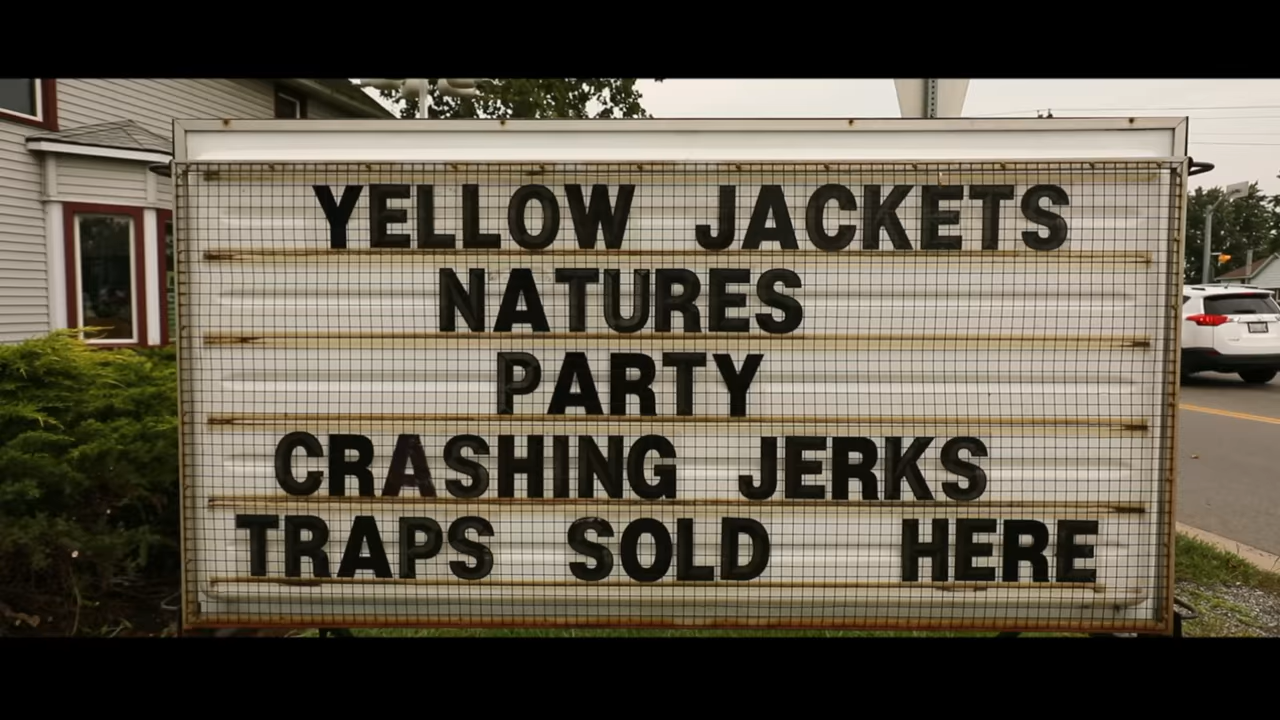 YELLOW JACKETS
NATURES
PARTY
CRASHING JERKS
TRAPS SOLD HERE